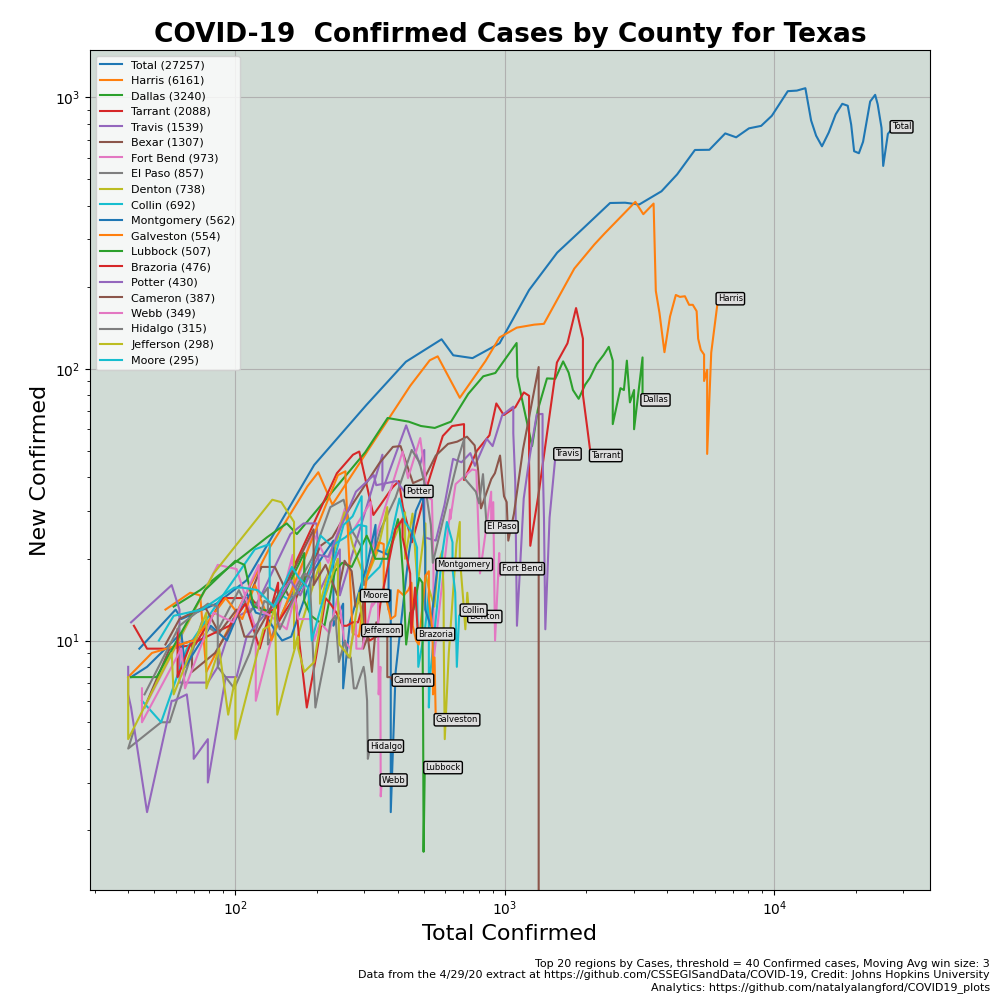 COVID-19 Confirmed Cases by County for Texas
Total (27257)
Harris (6161)
Dallas (3240)
Tarrant (2088)
Travis (1539)
Bexar (1307)
Fort Bend (973)
El Paso (857)
Denton (738)
Collin (692)
Montgomery (562)
Galveston (554)
Lubbock (507)
Brazoria (476)
Potter (430)
Cameron (387)
Webb (349)
Hidalgo (315)
Jefferson (298)
Moore (295)
New Confirmed
10³
10²
10¹
Total
Harris
Dallas
Travis
Tarrant
Potter
El Paso
Montgomery
Fort Bend
Moore
Collin
Denton
Jefferson
Brazoria
Cameron
Galveston
Hidalgo
Lubbock
Webb
10²
10³
10⁴
Total Confirmed
Top 20 regions by Cases, threshold = 40 Confirmed cases, Moving Avg win size: 3
Data from the 4/29/20 extract at https://github.com/CSSEGISandData/COVID-19, Credit: Johns Hopkins University
Analytics: https://github.com/natalyalangford/COVID19_plots